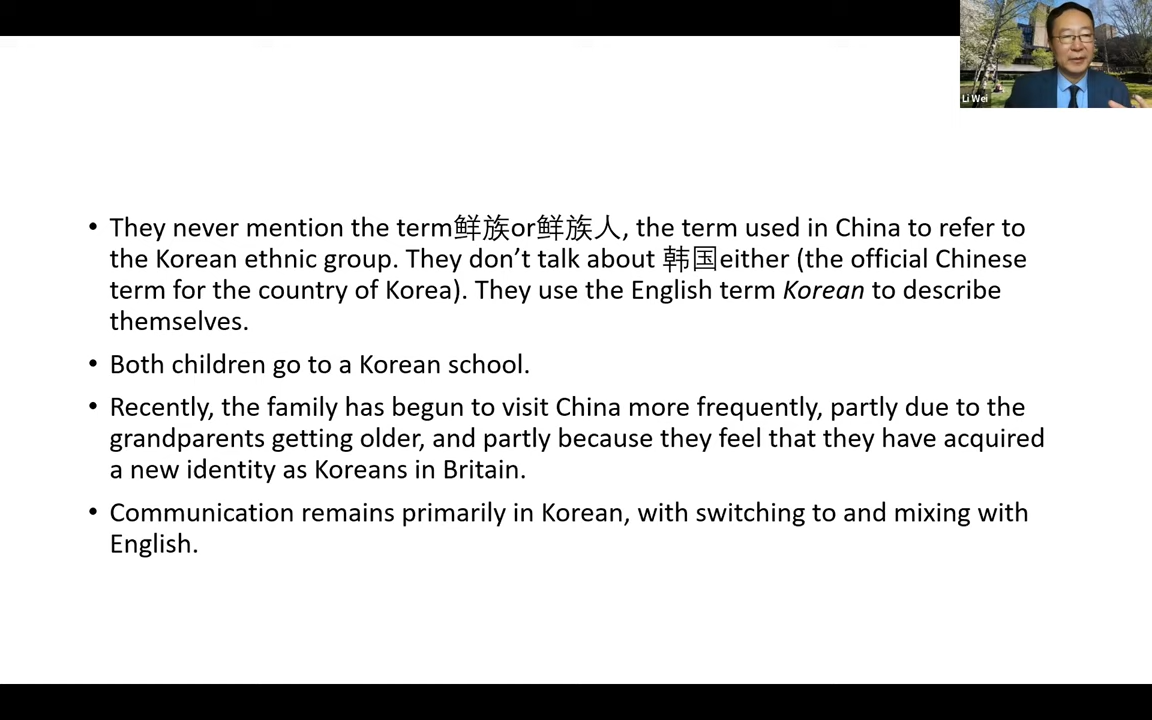 Li Wei
• They never mention the term鲜族or鲜族人, the term used in China to refer to
the Korean ethnic group. They don’t talk about 韩国either (the official Chinese
term for the country of Korea). They use the English term Korean to describe
themselves.
• Both children go to a Korean school.
• Recently, the family has begun to visit China more frequently, partly due to the
grandparents getting older, and partly because they feel that they have acquired
a new identity as Koreans in Britain.
• Communication remains primarily in Korean, with switching to and mixing with
English.